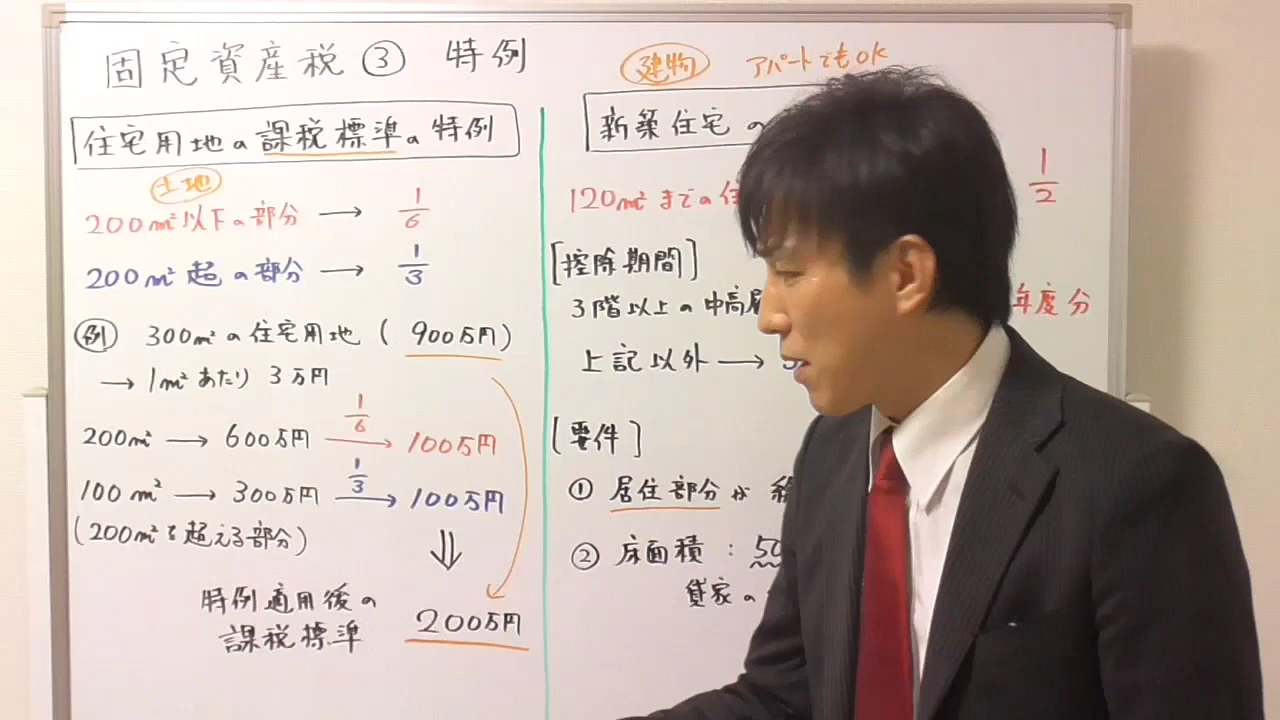 固定資産税③ 特例
住宅用地の課税標準の特例
土地
200m²以下の部分 → 1/6
200m²超の部分 → 1/3
例 300m²の住宅用地(900万円)
→ 1m²あたり 3万円
200m² → 600万円 1/6→ 100万円
100m² → 300万円 1/3→ 100万円
(200m²を超える部分)
⇓
特例適用後の
課税標準 200万円
建物 アパートでもOK
新築住宅の
120m²までの住 1/2
[控除期間]
3階以上の中高層 年度分
上記以外 →
[要件]
① 居住部分が
② 床面積:50
貸家の